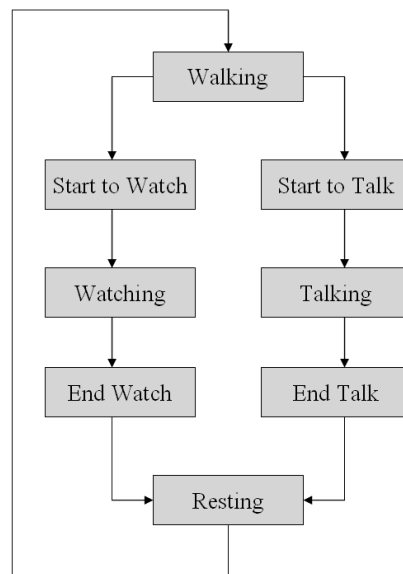 Walking
Start to Watch
Start to Talk
Watching
Talking
End Watch
End Talk
Resting